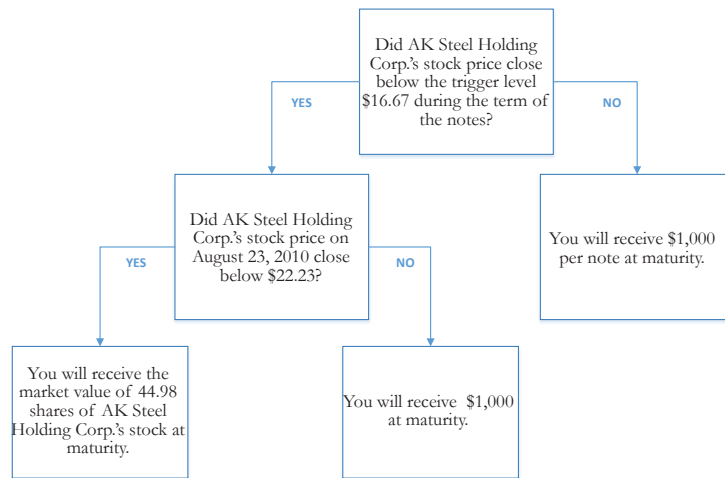 Did AK Steel Holding
Corp.'s stock price close
below the trigger level
$16.67 during the term of
the notes?
YES
NO
Did AK Steel Holding
Corp.'s stock price on
August 23, 2010 close
below $22.23?
You will receive $1,000
per note at maturity.
YES
NO
You will receive the
market value of 44.98
shares of AK Steel
Holding Corp.'s stock at
maturity.
You will receive $1,000
at maturity.